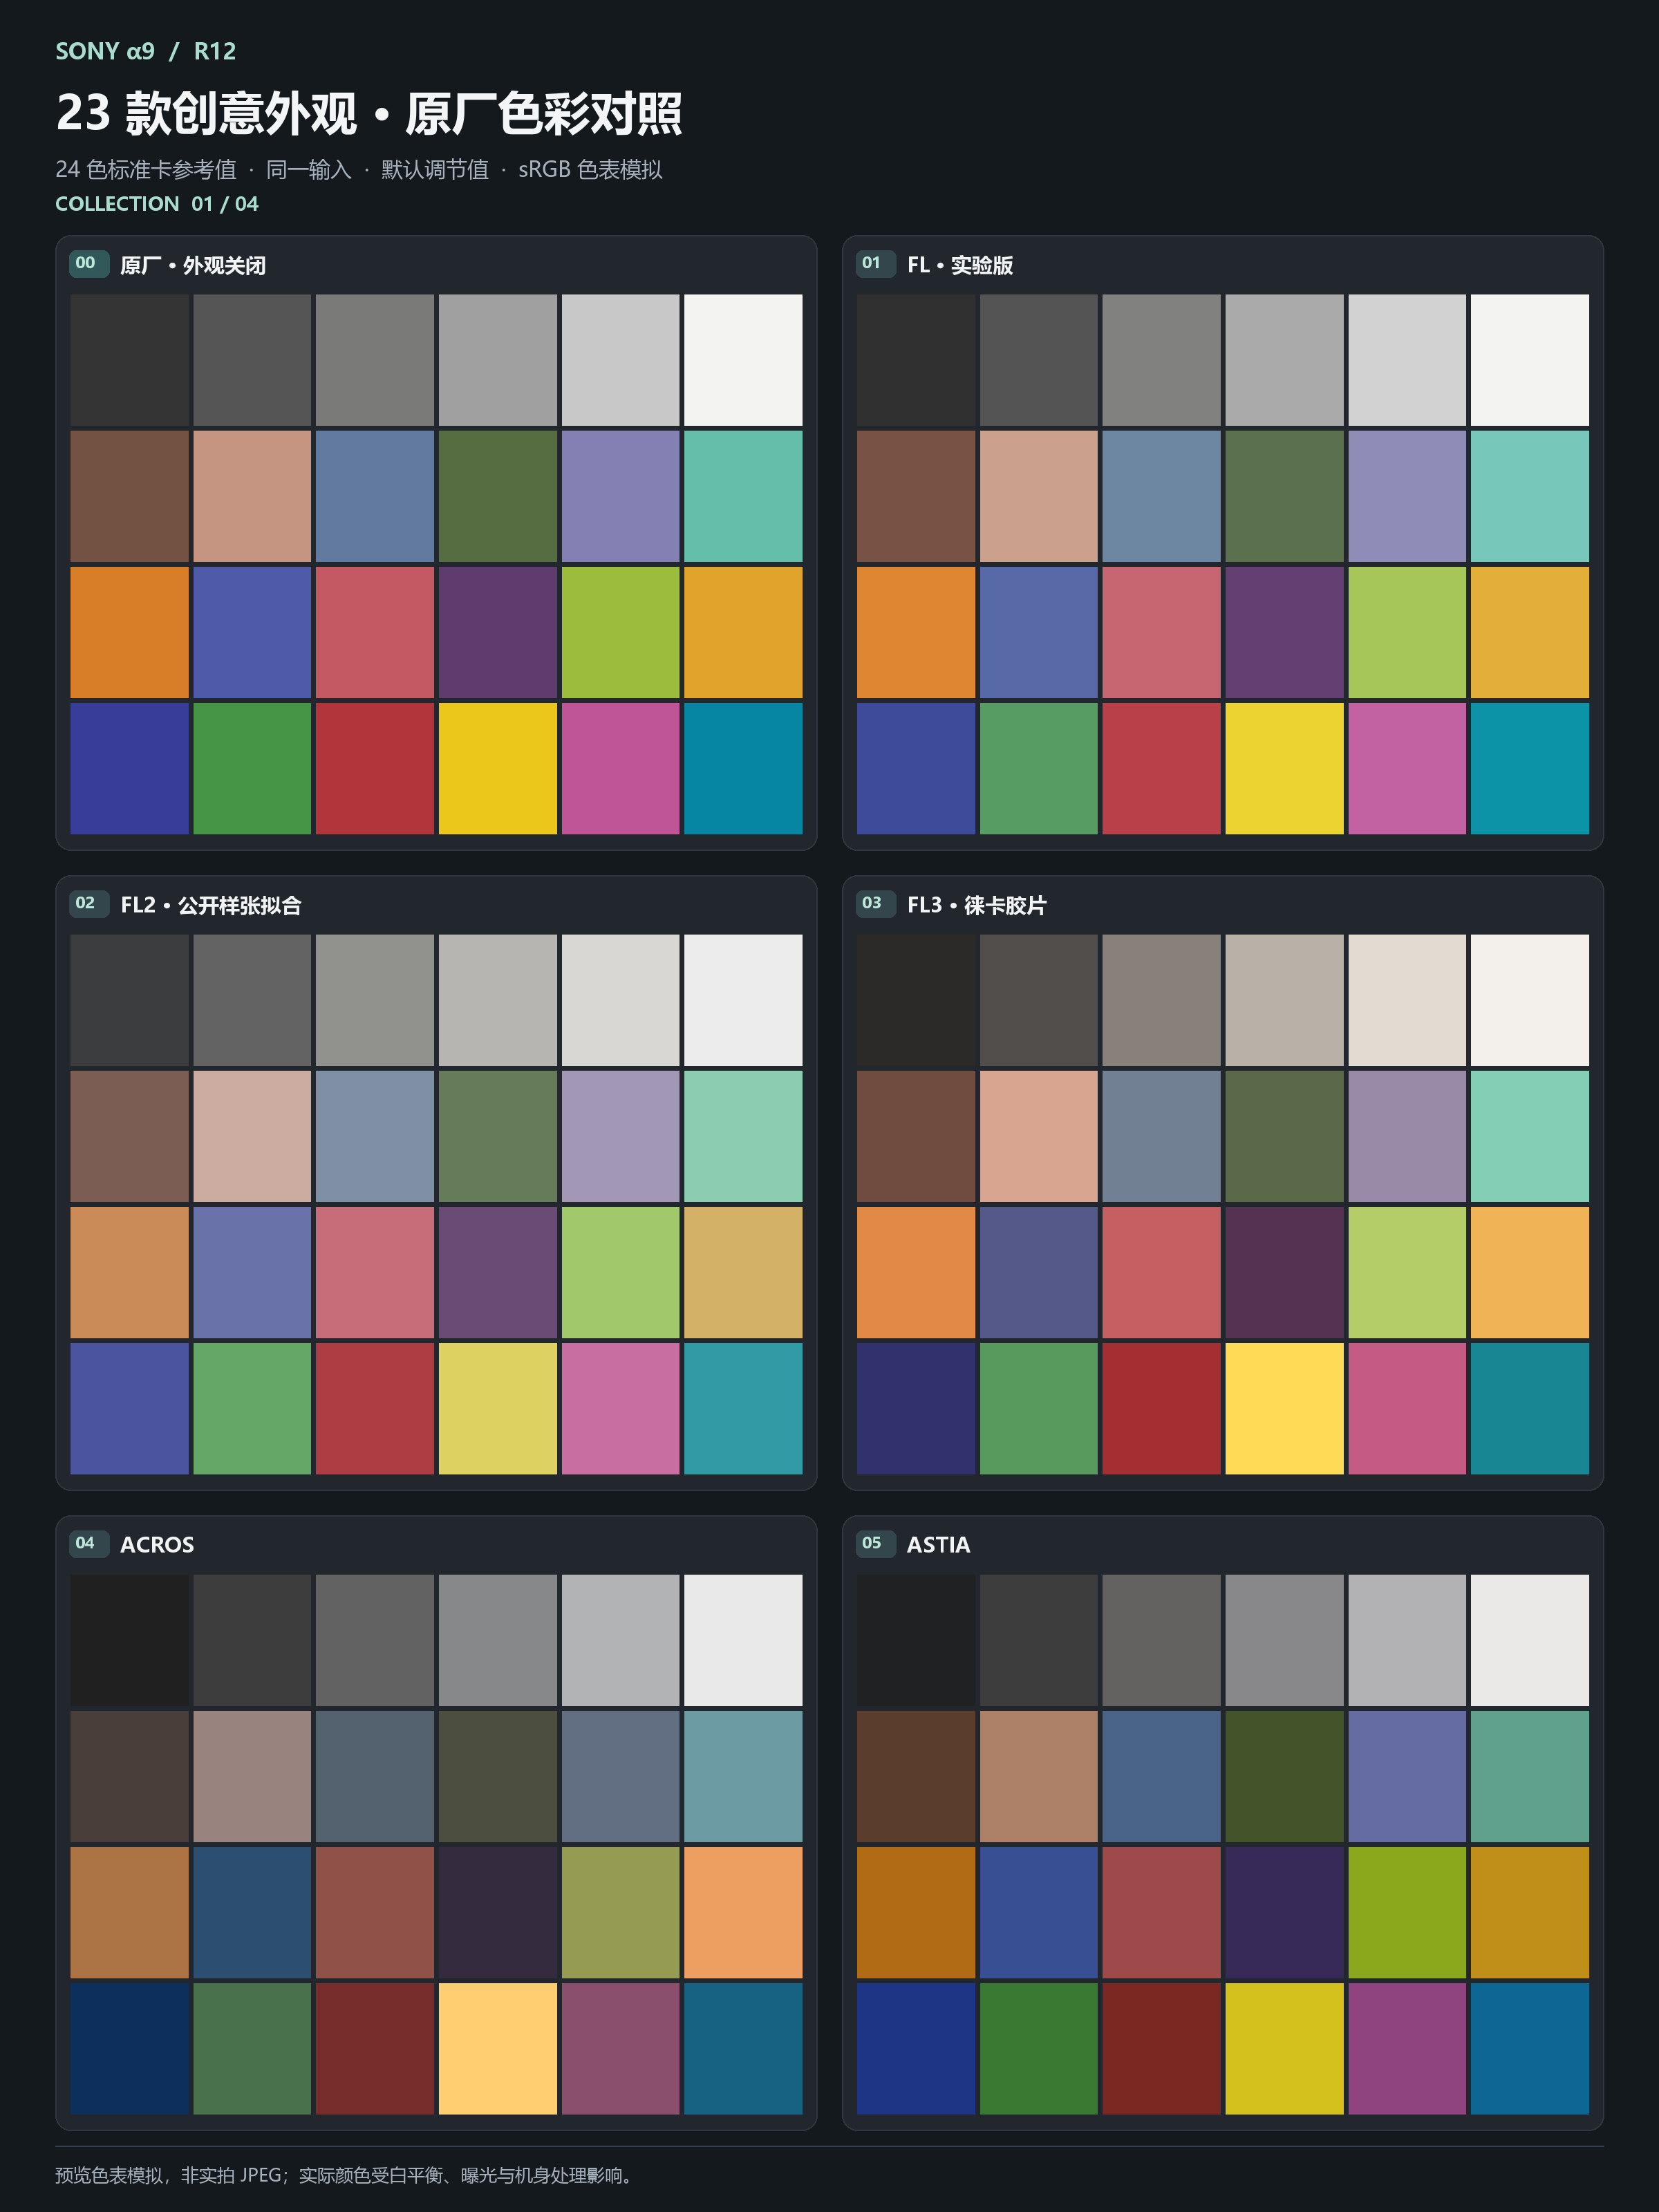 SONY α9 / R12
23 款创意外观 • 原厂色彩对照
24 色标准卡参考值 · 同一输入 · 默认调节值 · sRGB 色表模拟
COLLECTION 01 / 04
00 原厂 • 外观关闭
01 FL • 实验版
02 FL2 • 公开样张拟合
03 FL3 • 徕卡胶片
04 ACROS
05 ASTIA
预览色表模拟，非实拍 JPEG；实际颜色受白平衡、曝光与机身处理影响。